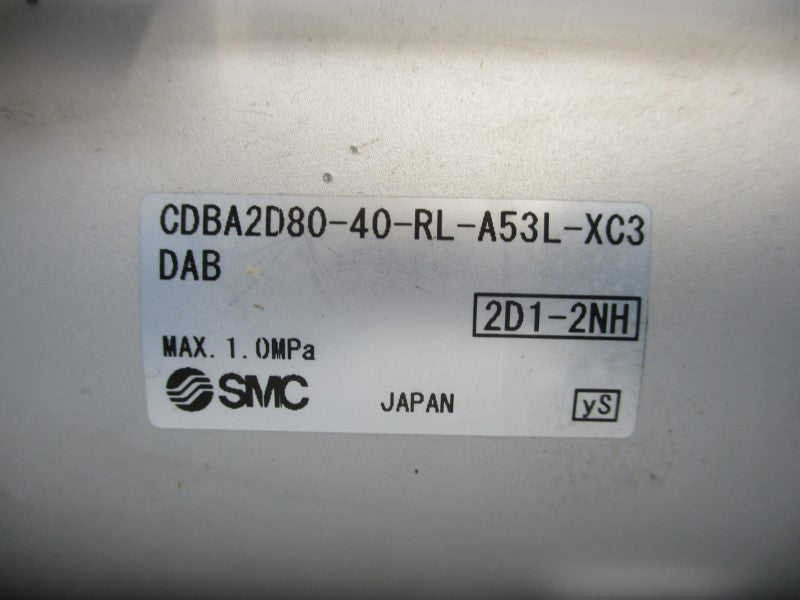 CDBA2D80-40-RL-A53L-XC3
DAB
2D1-2NH
MAX. 1.0MPa
SMC
JAPAN
yS